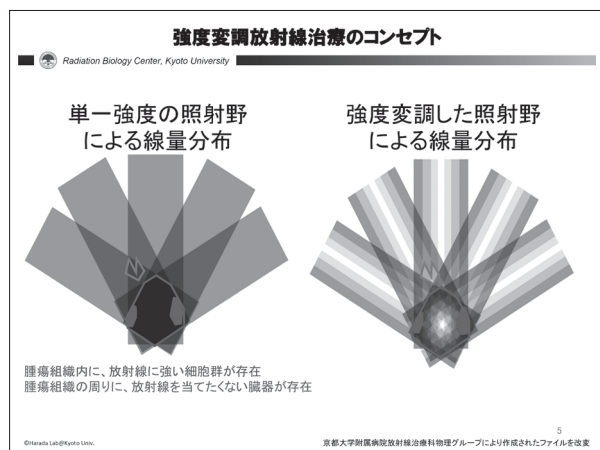 強度変調放射線治療のコンセプト
Radiation Biology Center, Kyoto University
単一強度の照射野
による線量分布
強度変調した照射野
による線量分布
腫瘍組織内に、放射線に強い細胞群が存在
腫瘍組織の周りに、放射線を当てたくない臓器が存在
5
©Harada Lab@Kyoto Univ.
京都大学附属病院放射線治療科物理グループにより作成されたファイルを改変